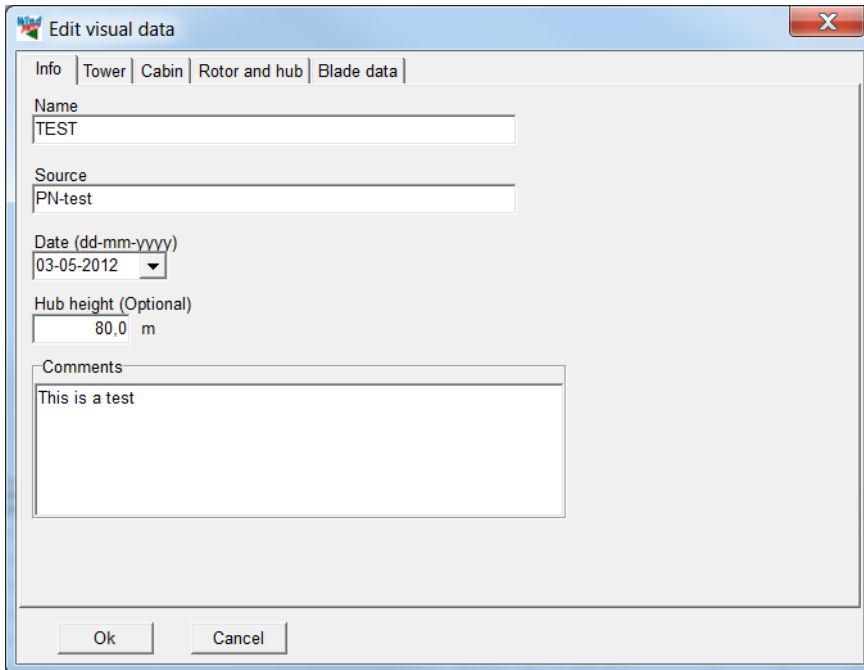 Wind
Edit visual data
X
Info Tower Cabin Rotor and hub Blade data
Name
TEST
Source
PN-test
Date (dd-mm-yyyy)
03-05-2012
Hub height (Optional)
80,0 m
Comments
This is a test
Ok Cancel